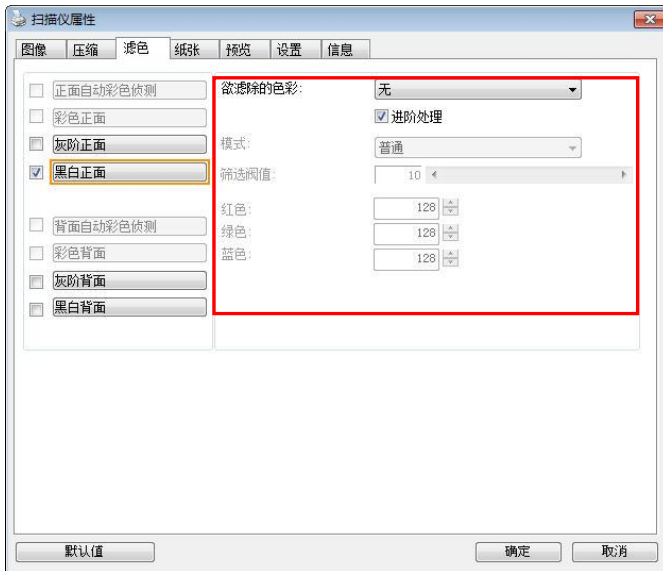 扫描仪属性
图像 压缩 滤色 纸张 预览 设置 信息
正面自动彩色侦测
彩色正面
灰阶正面
黑白正面
背面自动彩色侦测
彩色背面
灰阶背面
黑白背面
欲滤除的色彩: 无
进阶处理
模式: 普通
筛选阀值: 10
红色: 128
绿色: 128
蓝色: 128
默认值 确定 取消